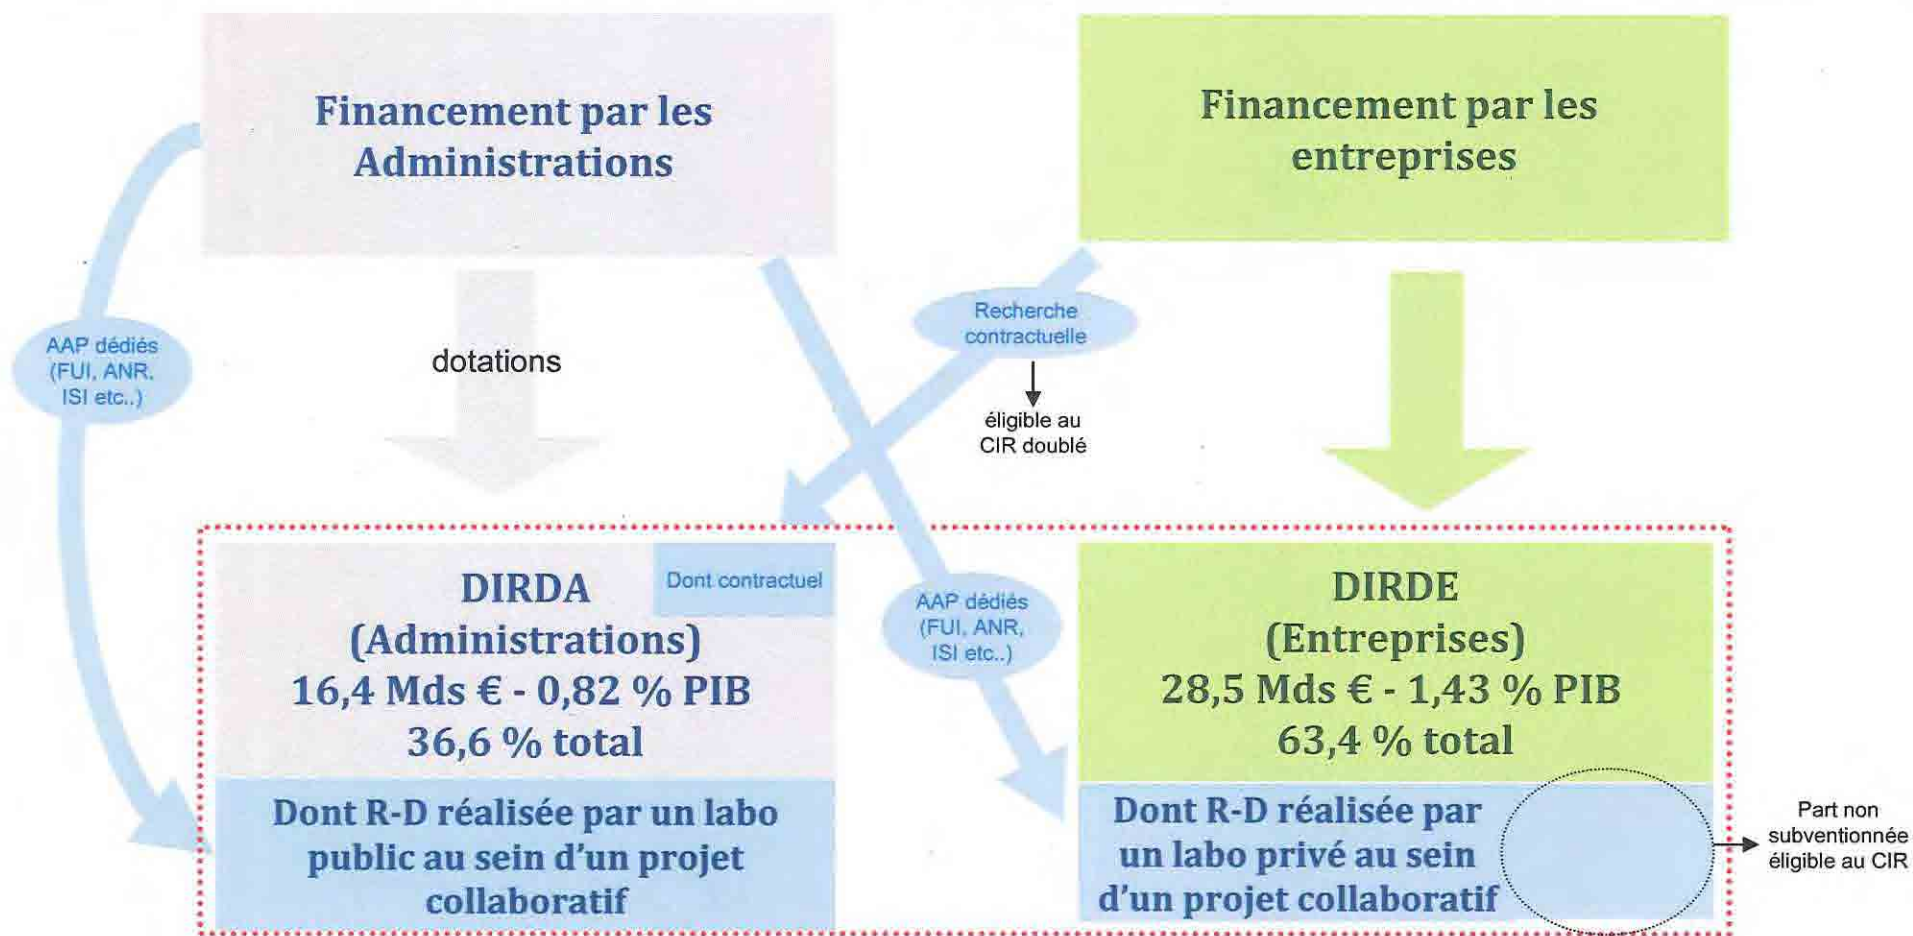 Financement par les
Administrations
Financement par les
entreprises
AAP dédiés
(FUI, ANR,
ISI etc..)
dotations
Recherche
contractuelle
éligible au
CIR doublé
DIRDA
(Administrations)
16,4 Mds € - 0,82 % PIB
36,6 % total
Dont contractuel
AAP dédiés
(FUI, ANR,
ISI etc..)
DIRDE
(Entreprises)
28,5 Mds € - 1,43 % PIB
63,4 % total
Dont R-D réalisée par un labo
public au sein d'un projet
collaboratif
Dont R-D réalisée par
un labo privé au sein
d'un projet collaboratif
Part non
subventionnée
éligible au CIR